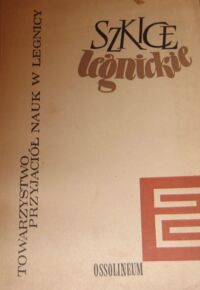 TOWARZYSTWO
PRZYJACIÓŁ NAUK W LEGNICY
SZKICE
legnickie
OSSOLINEUM